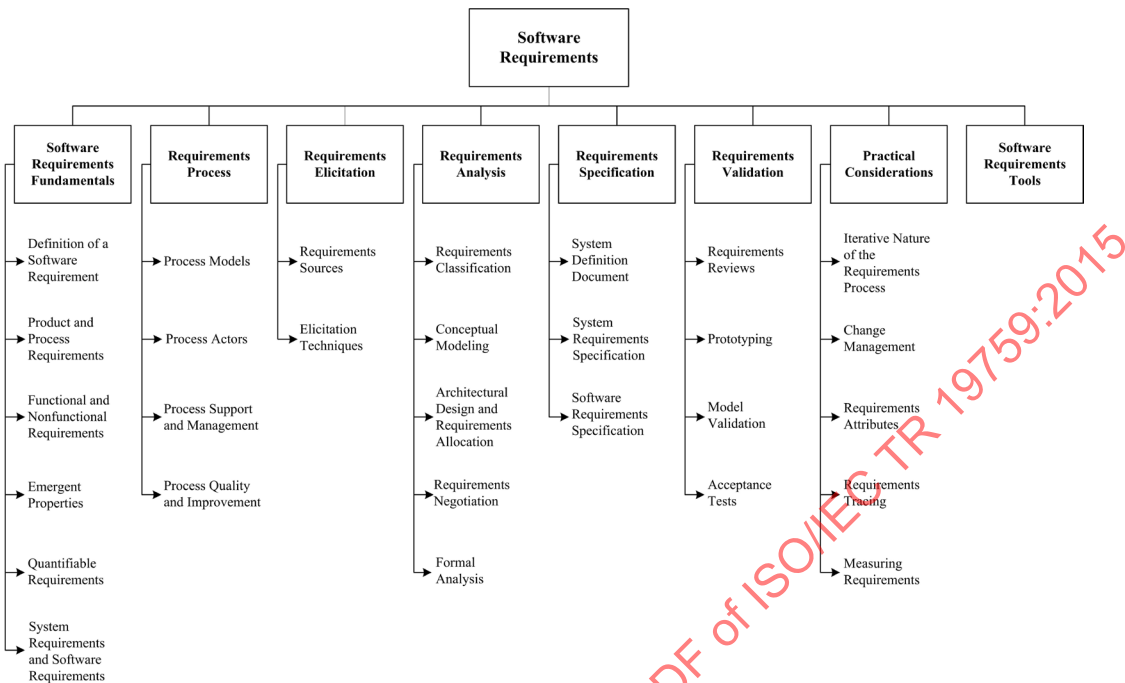 Software
Requirements
Software
Requirements
Fundamentals
Requirements
Process
Requirements
Elicitation
Requirements
Analysis
Requirements
Specification
Requirements
Validation
Practical
Considerations
Software
Requirements
Tools
Definition of a
Software
Requirement
Product and
Process
Requirements
Functional and
Nonfunctional
Requirements
Emergent
Properties
Quantifiable
Requirements
System
Requirements
and Software
Requirements
Process Models
Process Actors
Process Support
and Management
Process Quality
and Improvement
Requirements
Sources
Elicitation
Techniques
Requirements
Classification
Conceptual
Modeling
Architectural
Design and
Requirements
Allocation
Requirements
Negotiation
Formal
Analysis
System
Definition
Document
System
Requirements
Specification
Software
Requirements
Specification
Requirements
Reviews
Prototyping
Model
Validation
Acceptance
Tests
Iterative Nature
of the
Requirements
Process
Change
Management
Requirements
Attributes
Requirements
Tracing
Measuring
Requirements
DF of ISO/IEC TR 19759:2015